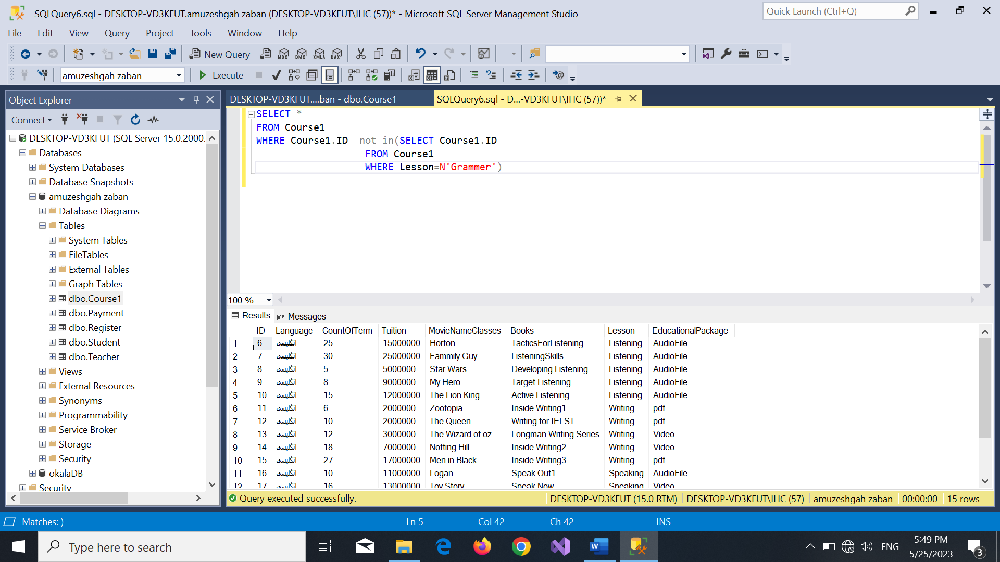 SQLQuery6.sql - DESKTOP-VD3KFUT.amuzeshgah zaban (DESKTOP-VD3KFUT\IHC (57))* - Microsoft SQL Server Management Studio
Quick Launch (Ctrl+Q)
File Edit View Query Project Tools Window Help
New Query MDX DMX XMLA DAX
amuzeshgah zaban Execute
Object Explorer
DESKTOP-VD3KFUT....ban - dbo.Course1
SQLQuery6.sql - D...-VD3KFUT\IHC (57))*
Connect
DESKTOP-VD3KFUT (SQL Server 15.0.2000.
Databases
System Databases
Database Snapshots
amuzeshgah zaban
Database Diagrams
Tables
System Tables
FileTables
External Tables
Graph Tables
dbo.Course1
dbo.Payment
dbo.Register
dbo.Student
dbo.Teacher
Views
External Resources
Synonyms
Programmability
Service Broker
Storage
Security
okalaDB
Security
SELECT *
FROM Course1
WHERE Course1.ID not in(SELECT Course1.ID
FROM Course1
WHERE Lesson=N'Grammer')
100 %
Results Messages
ID Language CountOfTerm Tuition MovieNameClasses Books Lesson EducationalPackage
1 6 انگلیسی 25 15000000 Horton TacticsForListening Listening AudioFile
2 7 انگلیسی 30 25000000 Fammily Guy ListeningSkills Listening AudioFile
3 8 انگلیسی 5 5000000 Star Wars Developing Listening Listening AudioFile
4 9 انگلیسی 8 9000000 My Hero Target Listening Listening AudioFile
5 10 انگلیسی 15 12000000 The Lion King Active Listening Listening AudioFile
6 11 انگلیسی 6 2000000 Zootopia Inside Writing1 Writing pdf
7 12 انگلیسی 10 2000000 The Queen Writing for IELST Writing pdf
8 13 انگلیسی 12 3000000 The Wizard of oz Longman Writing Series Writing Video
9 14 انگلیسی 18 7000000 Notting Hill Inside Writing2 Writing Video
10 15 انگلیسی 27 17000000 Men in Black Inside Writing3 Writing pdf
11 16 انگلیسی 10 11000000 Logan Speak Out1 Speaking AudioFile
12 17 انگلیسی 16 13000000 Toy Story Speak Now Speaking Video
Query executed successfully. DESKTOP-VD3KFUT (15.0 RTM) DESKTOP-VD3KFUT\IHC (57) amuzeshgah zaban 00:00:00 15 rows
Matches: ) Ln 5 Col 42 Ch 42 INS
Type here to search
ENG
5:49 PM
5/25/2023
3